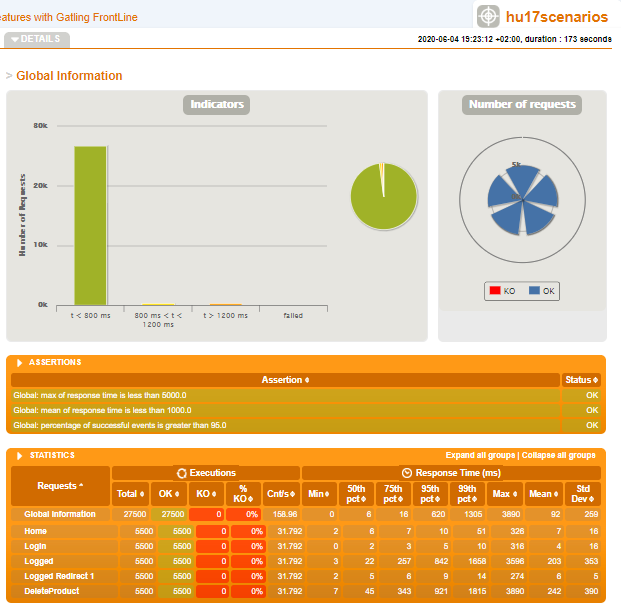 eatures with Gatling FrontLine
hu17scenarios
DETAILS
2020-06-04 15:23:12 +02:00, duration : 173 seconds
> Global Information
Indicators
Number of requests
Number of Requests
30k
20k
10k
0k
t < 800 ms
800 ms < t < 1200 ms
t > 1200 ms
failed
5k
KO
OK
ASSERTIONS
Assertion Status
Global: max of response time is less than 5000.0 OK
Global: mean of response time is less than 1000.0 OK
Global: percentage of successful events is greater than 95.0 OK
STATISTICS
Expand all groups | Collapse all groups
Requests Executions Response Time (ms)
Total OK KO % KO Cnt/s Min 50th pct 75th pct 95th pct 99th pct Max Mean Std Dev
Global Information 27500 27500 0 0% 158.96 0 6 16 620 1305 3890 92 259
Home 5500 5500 0 0% 31.792 2 6 7 10 51 326 7 16
Login 5500 5500 0 0% 31.792 0 2 3 5 10 316 4 16
Logged 5500 5500 0 0% 31.792 3 22 257 842 1658 3596 203 353
Logged Redirect 1 5500 5500 0 0% 31.792 2 5 6 9 14 274 6 5
DeleteProduct 5500 5500 0 0% 31.792 7 45 343 921 1815 3890 242 390